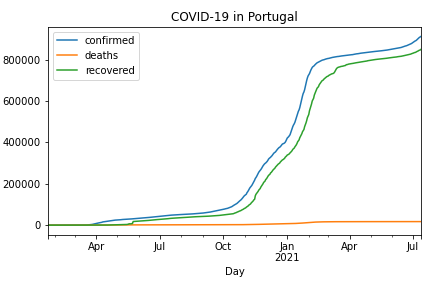 COVID-19 in Portugal
confirmed
deaths
recovered
800000
600000
400000
200000
0
Apr Jul Oct Jan Apr Jul
2021
Day